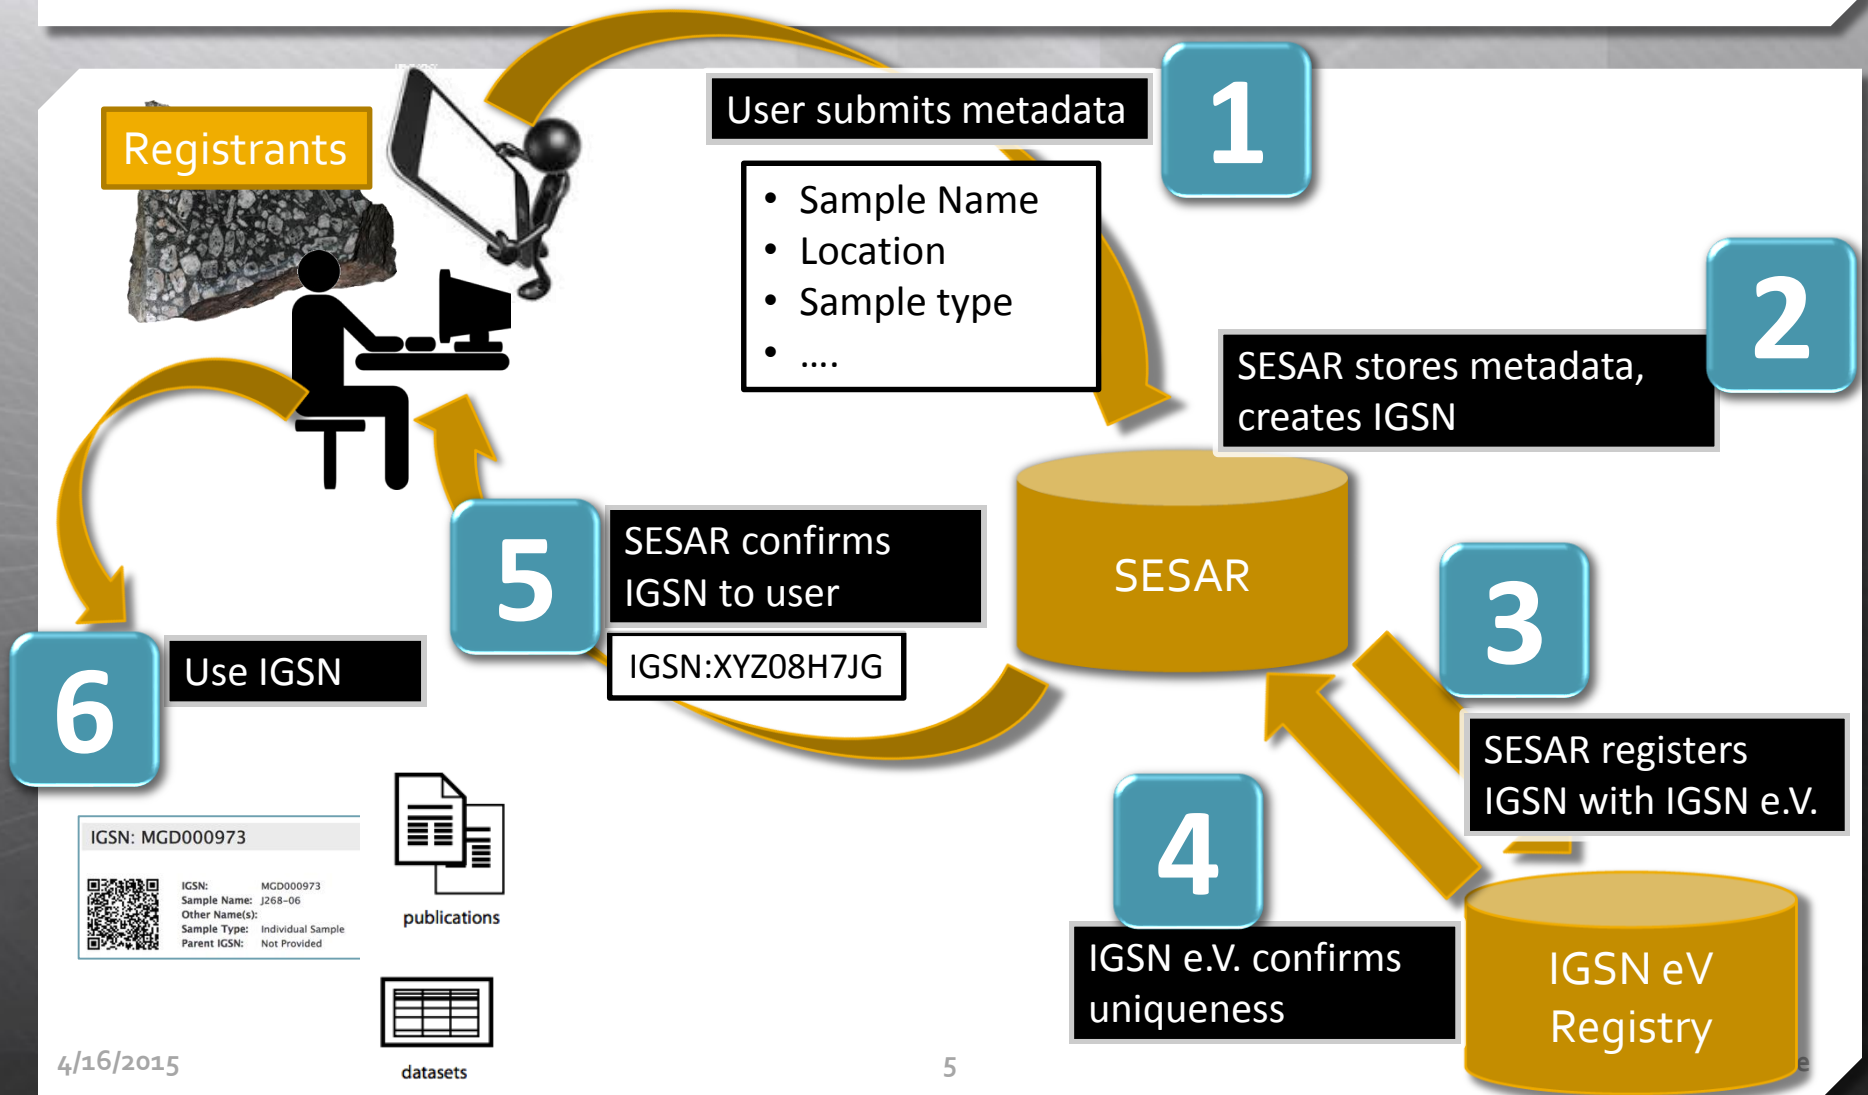 Registrants
User submits metadata
1
• Sample Name
• Location
• Sample type
• ....
2
SESAR stores metadata,
creates IGSN
SESAR
3
SESAR registers
IGSN with IGSN e.V.
4
IGSN e.V. confirms
uniqueness
IGSN eV
Registry
5
SESAR confirms
IGSN to user
IGSN:XYZ08H7JG
6
Use IGSN
IGSN: MGD000973
IGSN: MGD000973
Sample Name: J268-06
Other Name(s):
Sample Type: Individual Sample
Parent IGSN: Not Provided
publications
datasets
4/16/2015
5